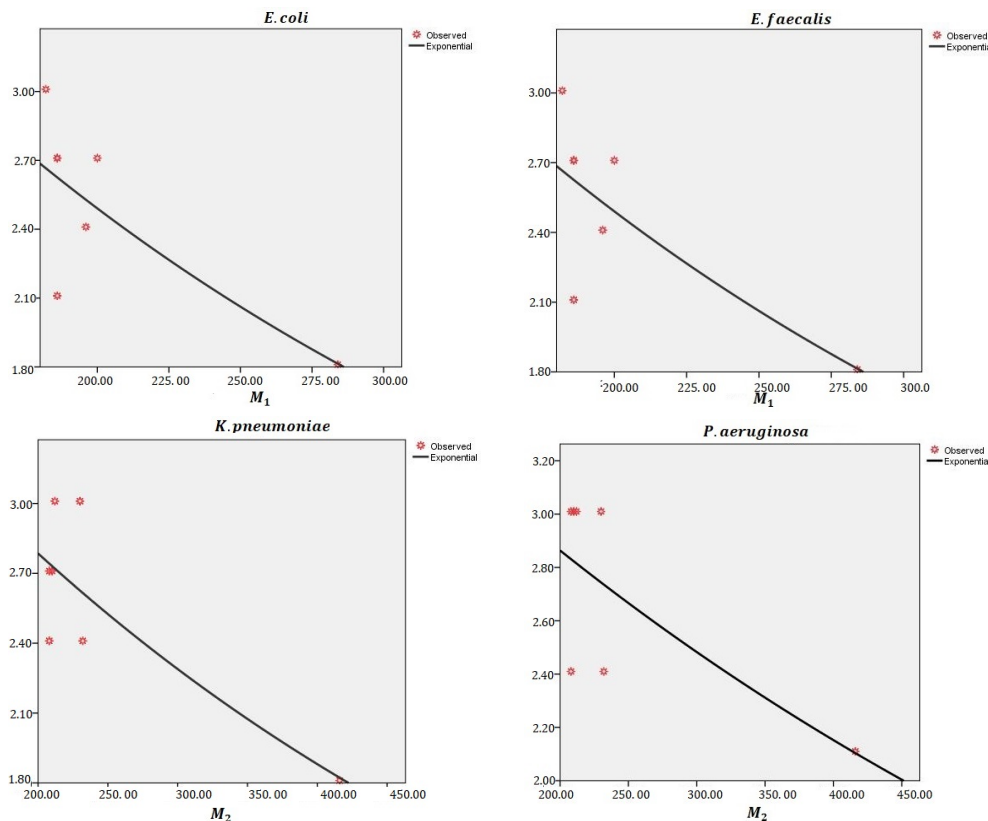 E.coli
Observed
Exponential
3.00
2.70
2.40
2.10
1.80
200.00 225.00 250.00 275.00 300.00
M₁
E.faecalis
Observed
Exponentia
3.00
2.70
2.40
2.10
1.80
200.00 225.00 250.00 275.00 300.0
M₁
K.pneumoniae
Observed
Exponential
3.00
2.70
2.40
2.10
1.80
200.00 250.00 300.00 350.00 400.00 450.00
M₂
P.aeruginosa
Observed
Exponential
3.20
3.00
2.80
2.60
2.40
2.20
2.00
200.00 250.00 300.00 350.00 400.00 450.00
M₂